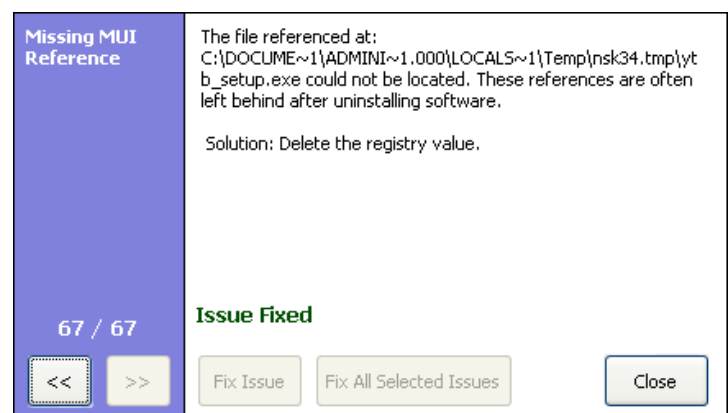 Missing MUI
Reference
The file referenced at:
C:\DOCUME~1\ADMINI~1.000\LOCALS~1\Temp\nsk34.tmp\yt
b_setup.exe could not be located. These references are often
left behind after uninstalling software.
Solution: Delete the registry value.
Issue Fixed
67 / 67
<< >> Fix Issue Fix All Selected Issues Close